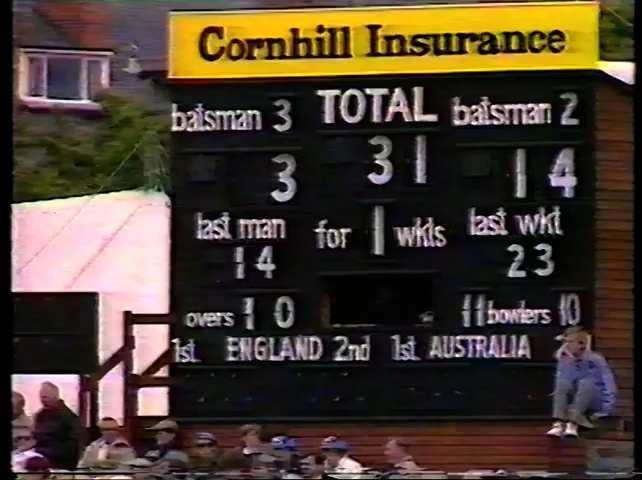 Cornhill Insurance
batsman 3 TOTAL batsman 2
3 31 14
last man for 1 wkts last wkt
14 23
overs 10 11 bowlers 10
1st. ENGLAND 2nd 1st. AUSTRALIA